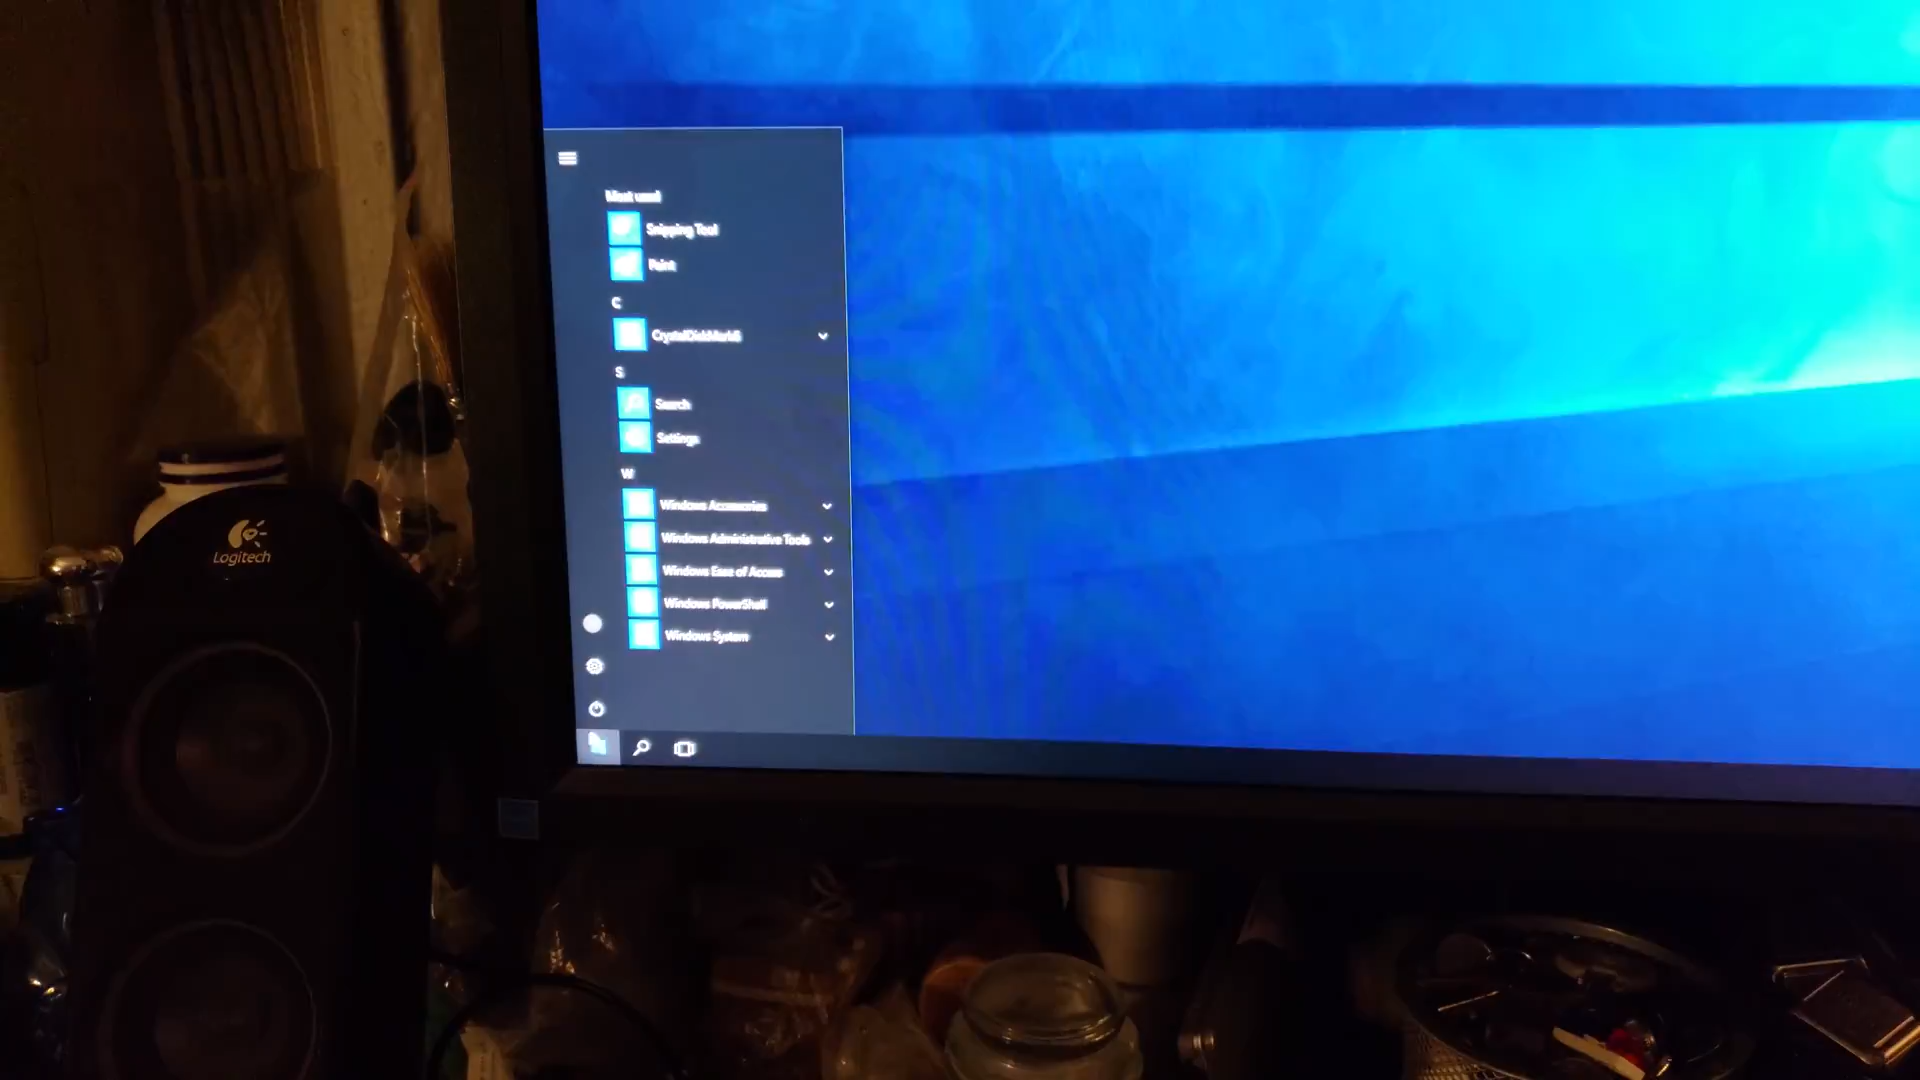 Most used
Snipping Tool
Paint
C
CrystalDiskMark8
S
Search
Settings
W
Windows Accessories
Windows Administrative Tools
Windows Ease of Access
Windows PowerShell
Windows System
Logitech